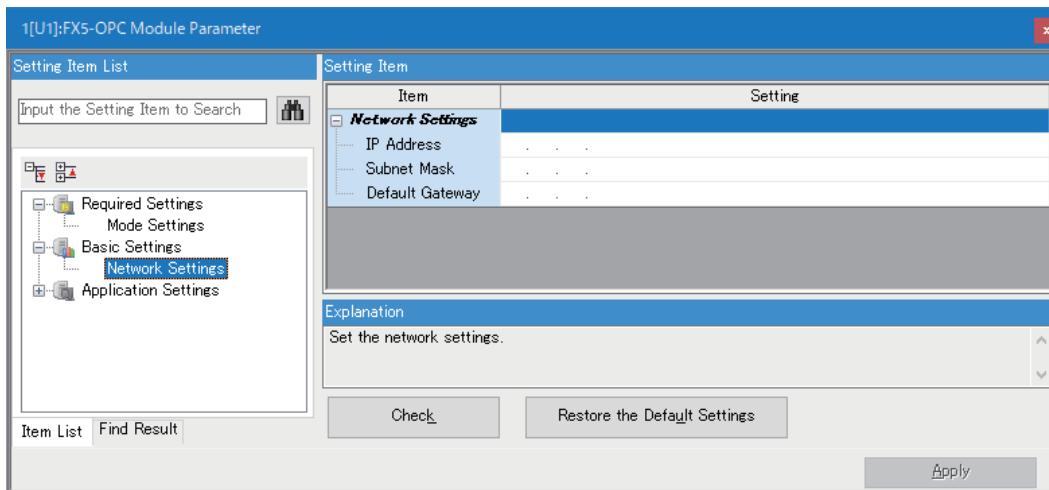 1[U1]:FX5-OPC Module Parameter
Setting Item List
Input the Setting Item to Search
Required Settings
Mode Settings
Basic Settings
Network Settings
Application Settings
Item List
Find Result
Setting Item
Item Setting
Network Settings
IP Address . . .
Subnet Mask . . .
Default Gateway . . .
Explanation
Set the network settings.
Check
Restore the Default Settings
Apply